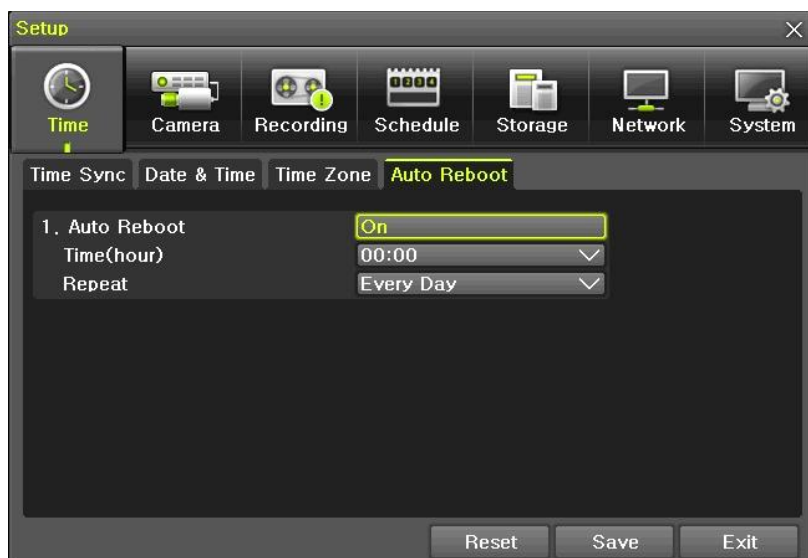 Setup
Time Camera Recording Schedule Storage Network System
Time Sync Date & Time Time Zone Auto Reboot
1. Auto Reboot On
Time(hour) 00:00
Repeat Every Day
Reset Save Exit